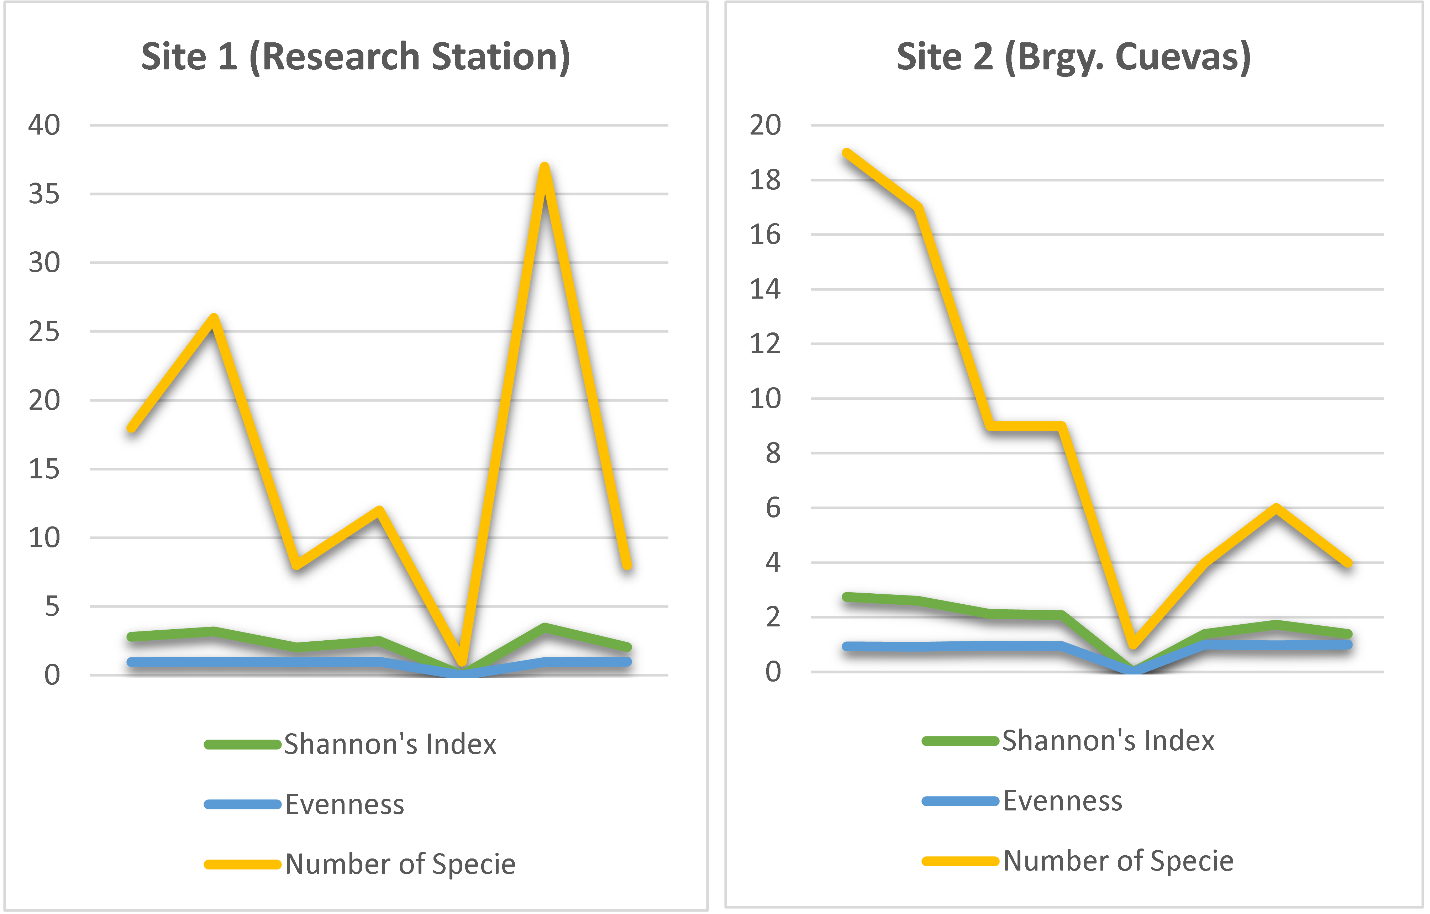 Site 1 (Research Station)
40
35
30
25
20
15
10
5
0
Shannon's Index
Evenness
Number of Specie
Site 2 (Brgy. Cuevas)
20
18
16
14
12
10
8
6
4
2
0
Shannon's Index
Evenness
Number of Specie